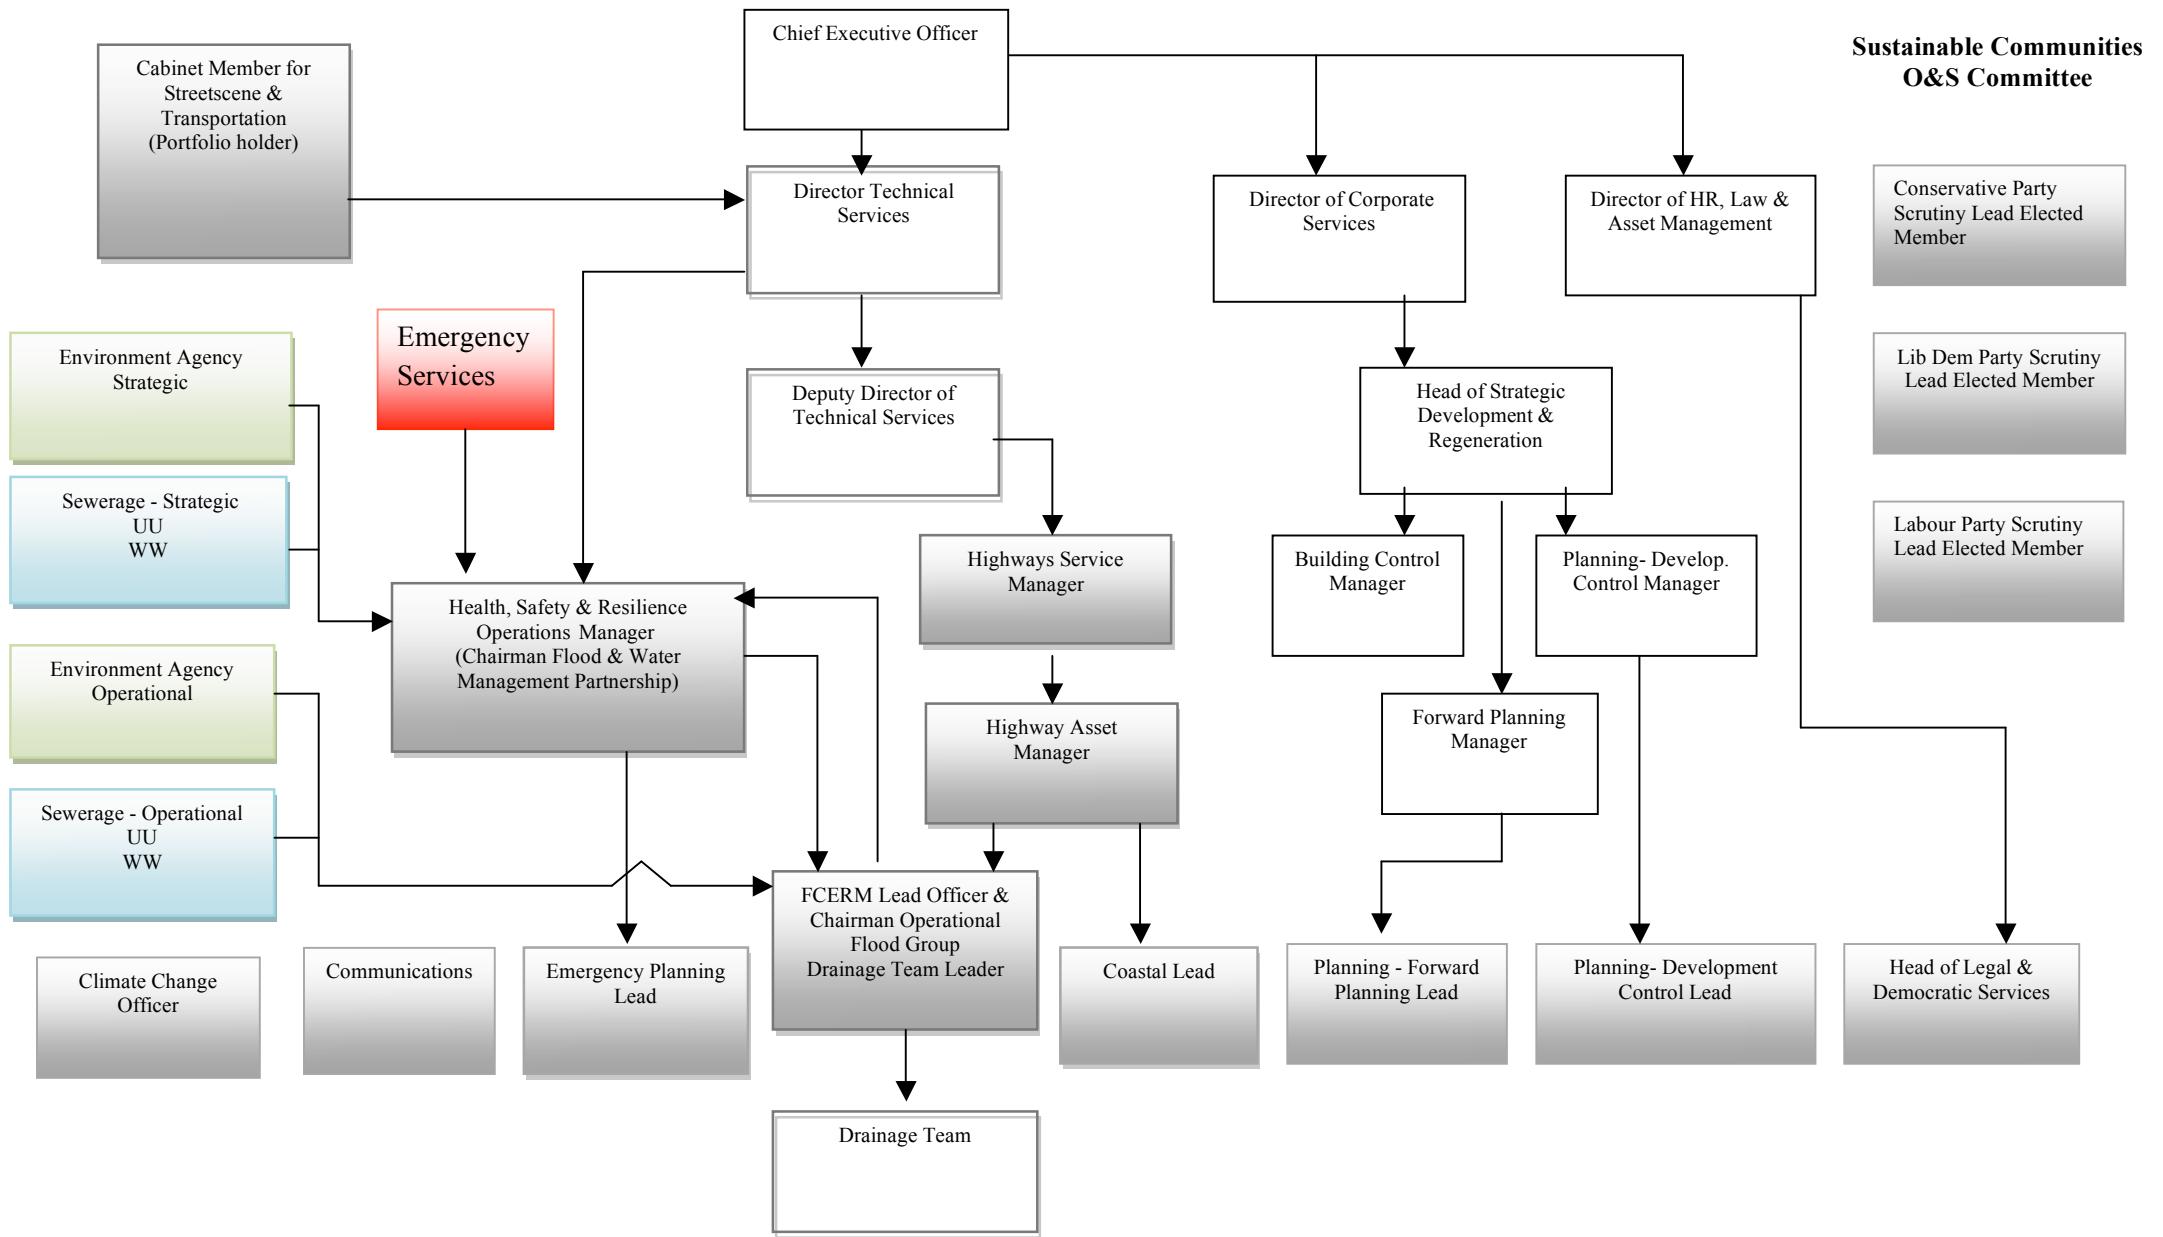 Chief Executive Officer
Sustainable Communities
O&S Committee
Cabinet Member for
Streetscene &
Transportation
(Portfolio holder)
Director Technical
Services
Director of Corporate
Services
Director of HR, Law &
Asset Management
Conservative Party
Scrutiny Lead Elected
Member
Emergency
Services
Environment Agency
Strategic
Deputy Director of
Technical Services
Head of Strategic
Development &
Regeneration
Lib Dem Party Scrutiny
Lead Elected Member
Sewerage - Strategic
UU
WW
Highways Service
Manager
Building Control
Manager
Planning- Develop.
Control Manager
Labour Party Scrutiny
Lead Elected Member
Health, Safety & Resilience
Operations Manager
(Chairman Flood & Water
Management Partnership)
Environment Agency
Operational
Highway Asset
Manager
Forward Planning
Manager
Sewerage - Operational
UU
WW
FCERM Lead Officer &
Chairman Operational
Flood Group
Drainage Team Leader
Climate Change
Officer
Communications
Emergency Planning
Lead
Coastal Lead
Planning - Forward
Planning Lead
Planning- Development
Control Lead
Head of Legal &
Democratic Services
Drainage Team